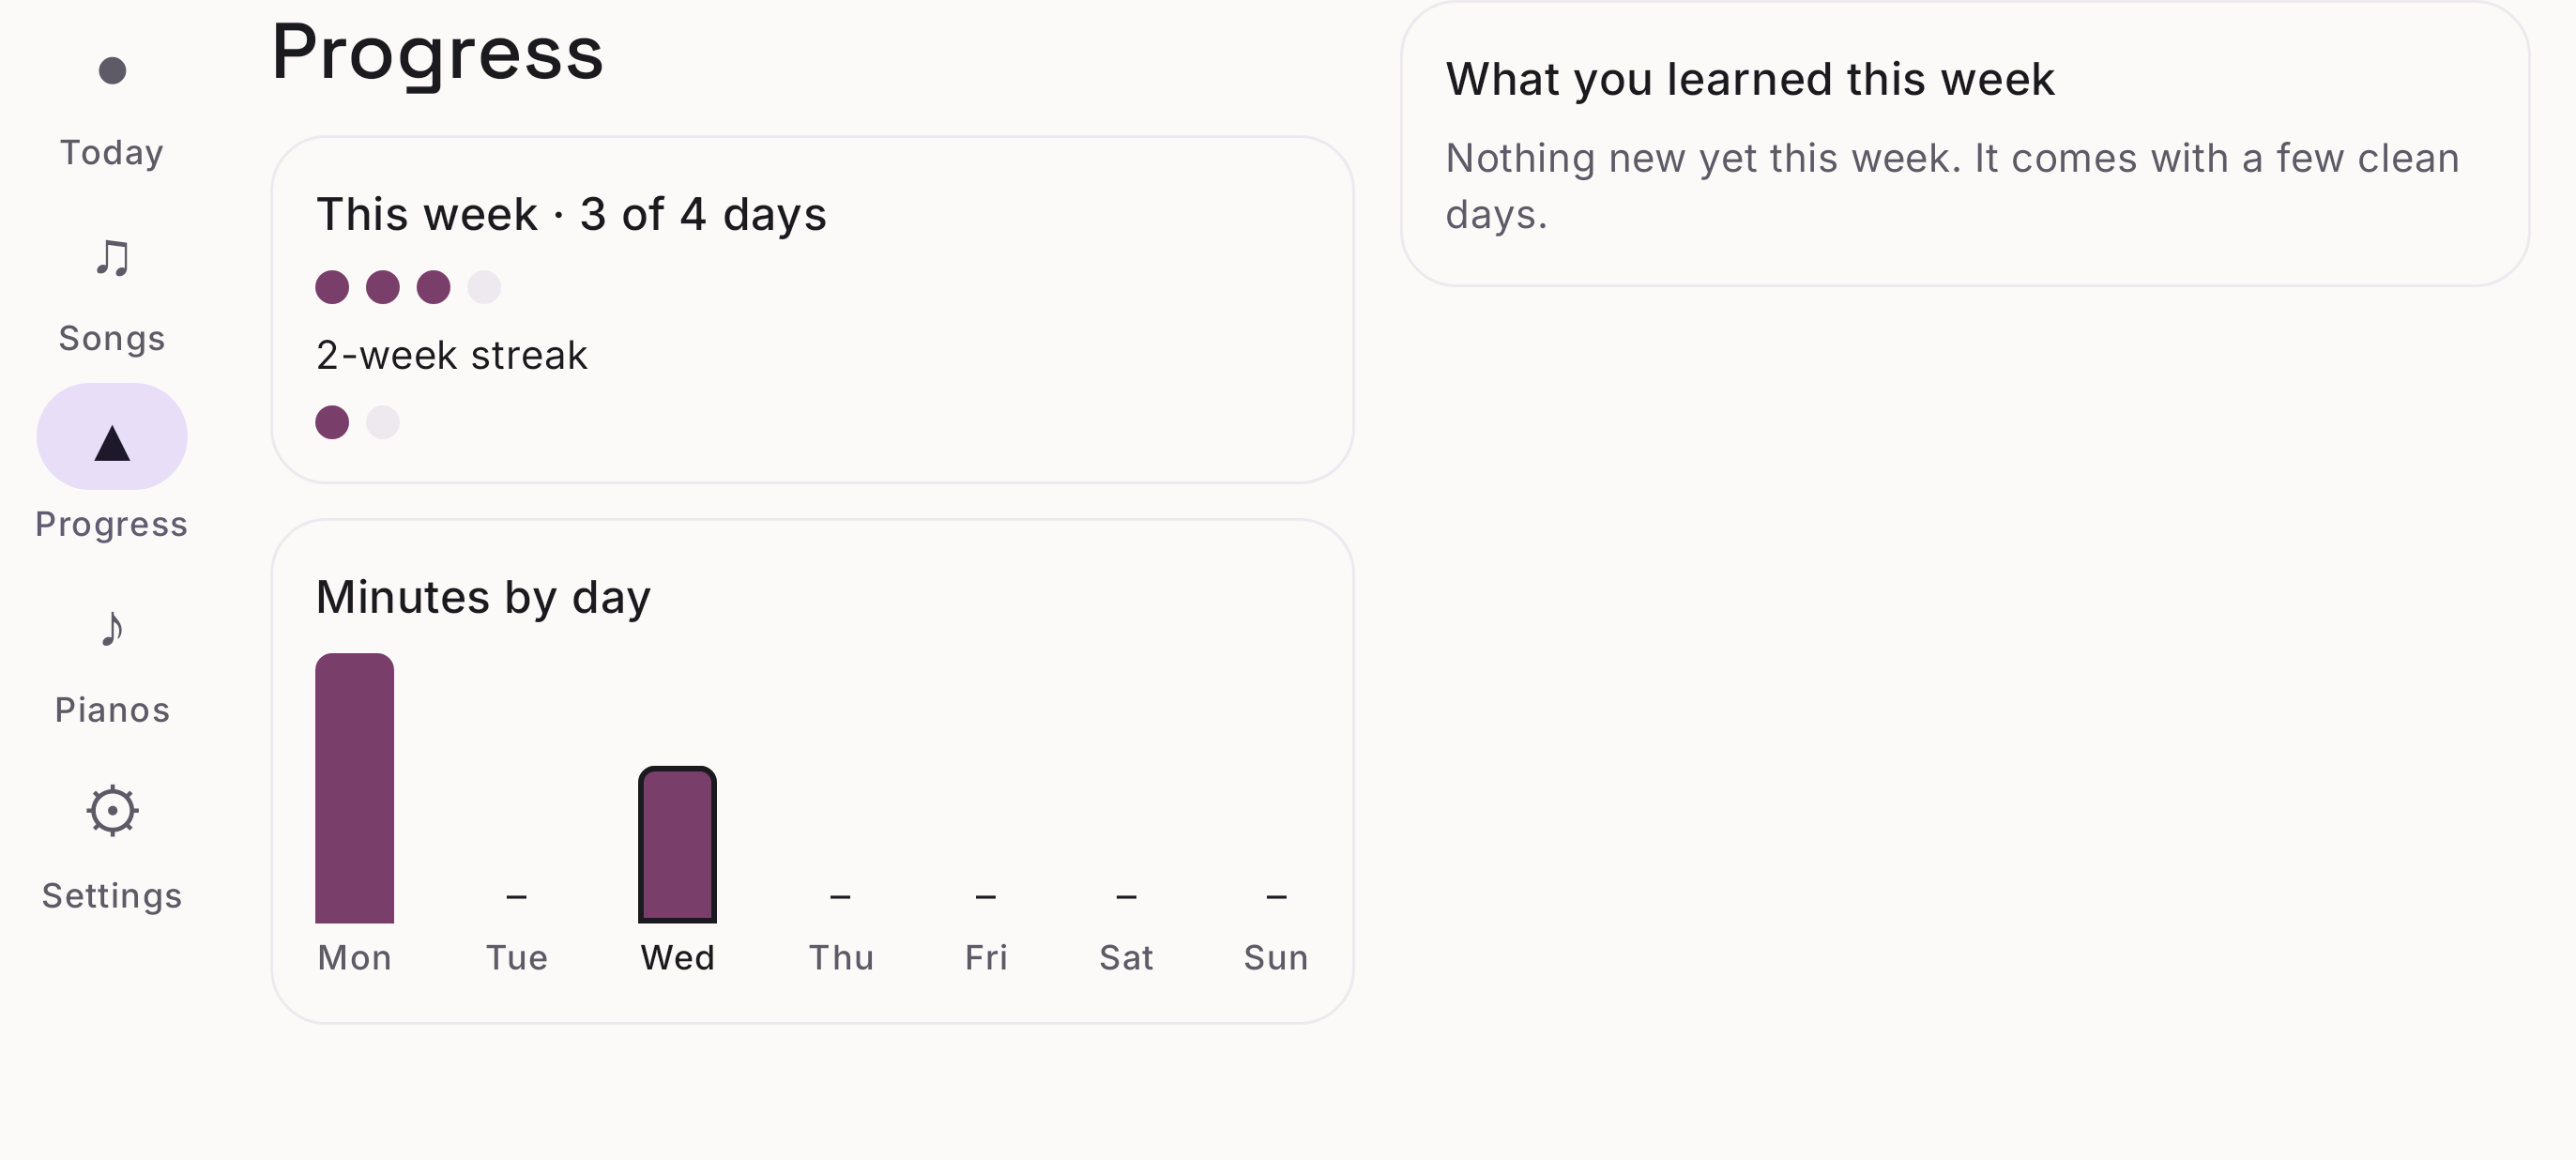 Today
Songs
Progress
Pianos
Settings
Progress
This week · 3 of 4 days
2-week streak
Minutes by day
– – – – –
Mon Tue Wed Thu Fri Sat Sun
What you learned this week
Nothing new yet this week. It comes with a few clean
days.